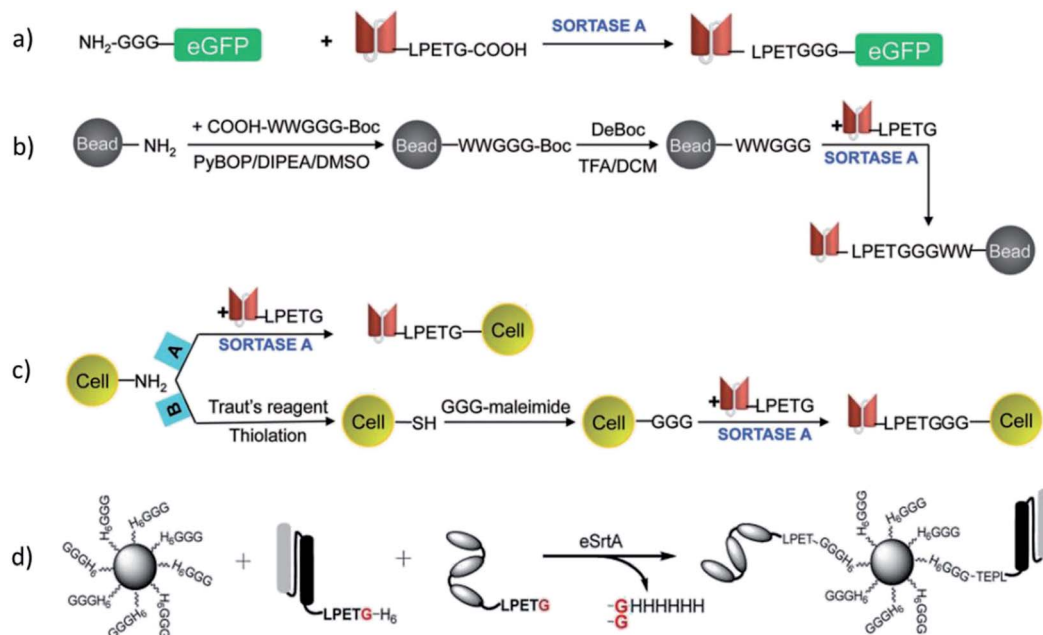 a)
NH₂-GGG-eGFP + -LPETG-COOH SORTASE A LPETGGG-eGFP
b)
Bead-NH₂
+ COOH-WWGGG-Boc
PyBOP/DIPEA/DMSO
Bead-WWGGG-Boc
DeBoc
TFA/DCM
Bead-WWGGG
+-LPETG
SORTASE A
-LPETGGGWW-Bead
c)
Cell-NH₂
A
+-LPETG
SORTASE A
-LPETG-Cell
B
Traut's reagent
Thiolation
Cell-SH
GGG-maleimide
Cell-GGG
+-LPETG
SORTASE A
-LPETGGG-Cell
d)
H₆GGG
H₆GGG
H₆GGG
H₆GGG
H₆GGG
GGGH₆
GGGH₆
GGGH₆
+
-LPETG-H₆
+
-LPETG
eSrtA
-GHHHHHH
-G
-LPET-GGGH₆
H₆GGG
H₆GGG
H₆GGG
H₆GGG-TEPL
H₆GGG
GGGH₆
GGGH₆